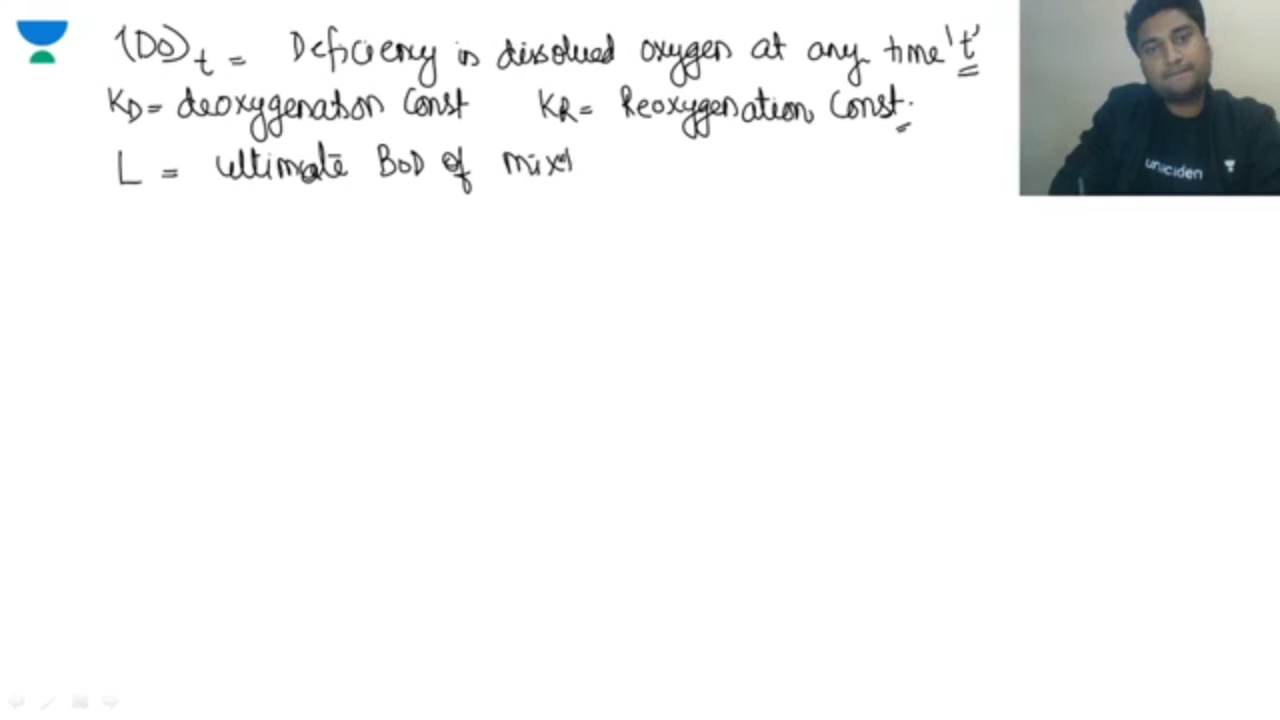 (DO)t = Deficiency in dissolved oxygen at any time 't'
KD = deoxygenation Const KR = Reoxygenation Const.
L = Ultimate BOD of mix